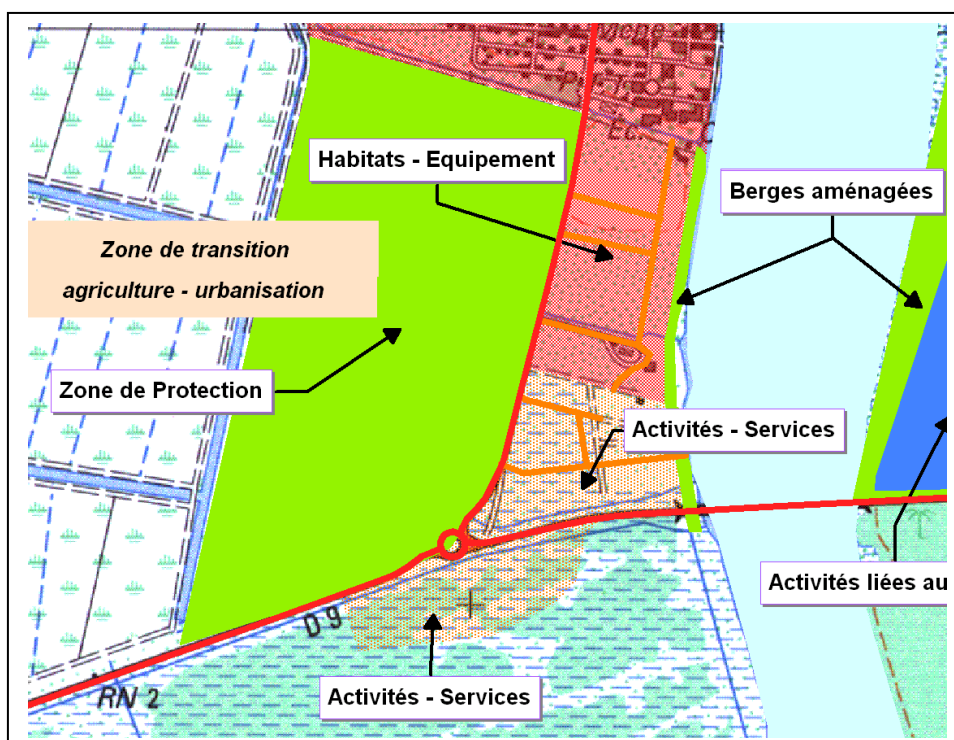 Habitats - Equipement
Berges aménagées
Zone de transition
agriculture - urbanisation
Zone de Protection
Activités - Services
Activités liées au
D 9
RN 2
Activités - Services